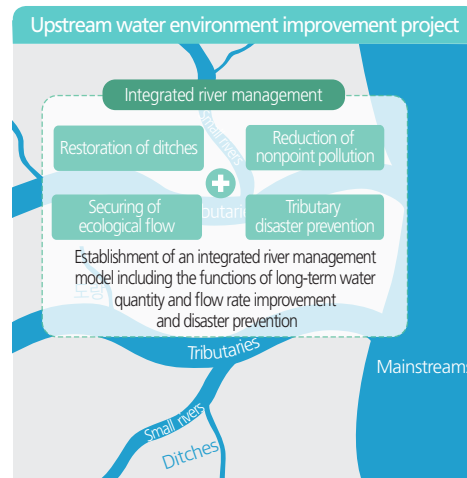 Upstream water environment improvement project
Integrated river management
Small rivers
Restoration of ditches
Reduction of
nonpoint pollution
Securing of
ecological flow
Tributary
disaster prevention
Establishment of an integrated river management
model including the functions of long-term water
quantity and flow rate improvement
and disaster prevention
Tributaries
Mainstreams
Small rivers
Ditches